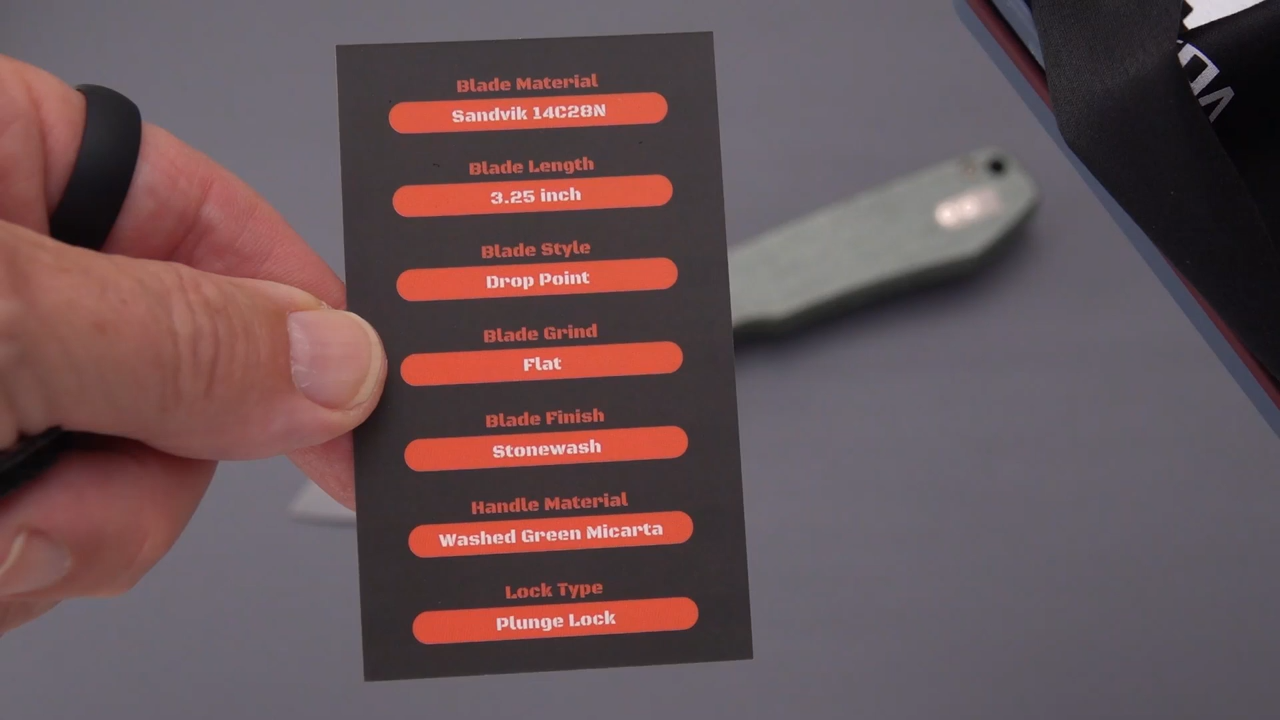 Blade Material
Sandvik 14C28N
Blade Length
3.25 inch
Blade Style
Drop Point
Blade Grind
Flat
Blade Finish
Stonewash
Handle Material
Washed Green Micarta
Lock Type
Plunge Lock